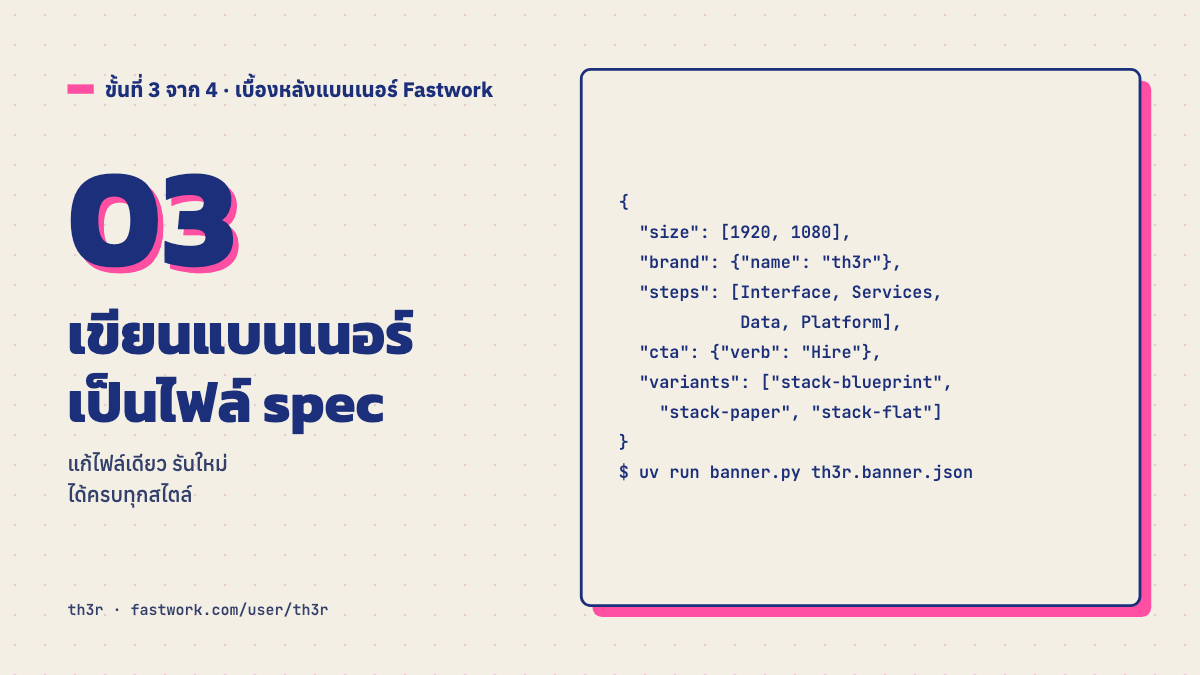 ขั้นที่ 3 จาก 4 · เบื้องหลังแบนเนอร์ Fastwork
03
เขียนแบนเนอร์
เป็นไฟล์ spec
แก้ไฟล์เดียว รันใหม่
ได้ครบทุกสไตล์
th3r · fastwork.com/user/th3r
{
  "size": [1920, 1080],
  "brand": {"name": "th3r"},
  "steps": [Interface, Services,
            Data, Platform],
  "cta": {"verb": "Hire"},
  "variants": ["stack-blueprint",
    "stack-paper", "stack-flat"]
}
$ uv run banner.py th3r.banner.json